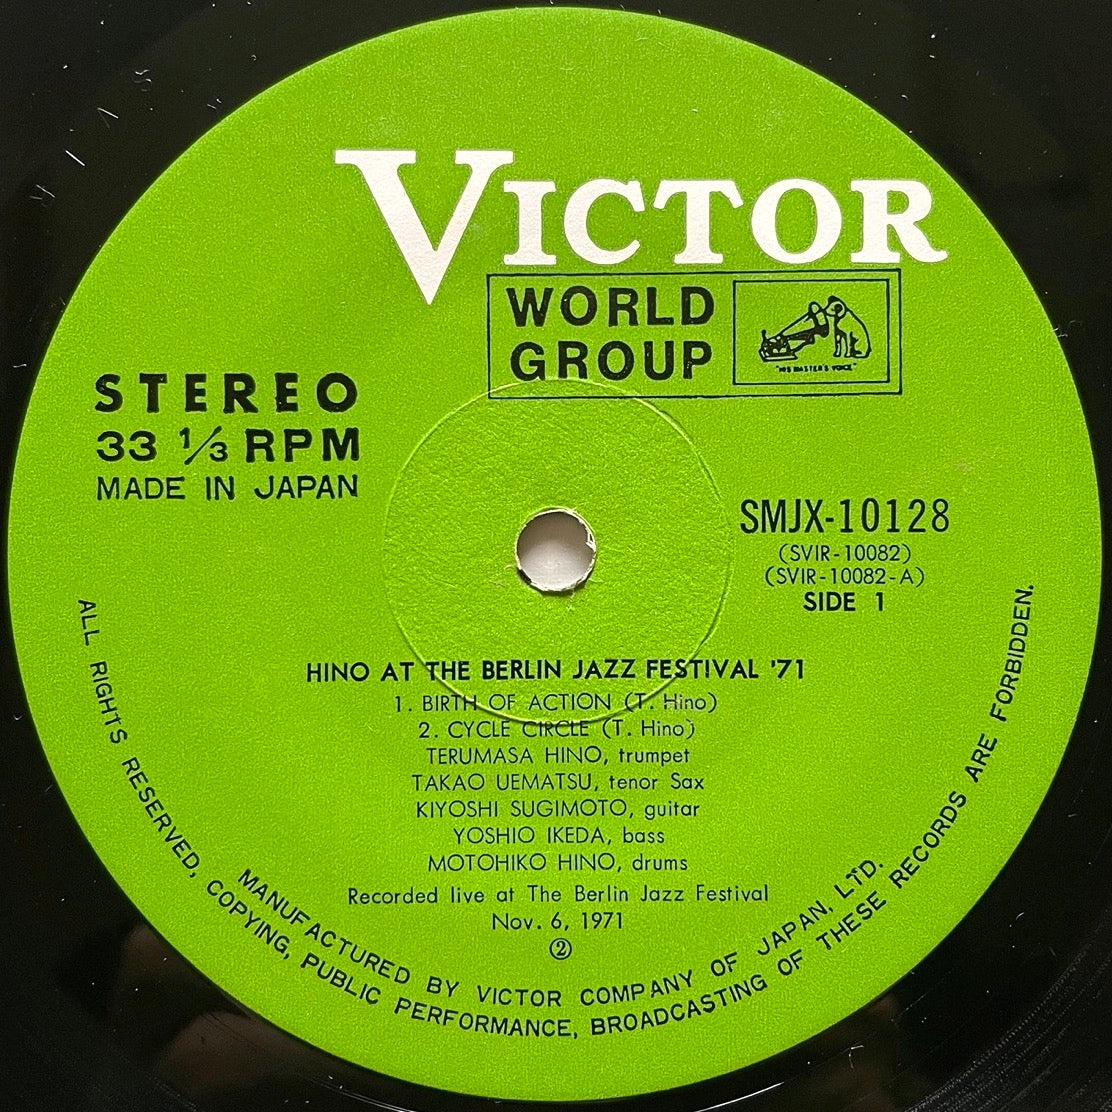 VICTOR
WORLD
GROUP
"HIS MASTER'S VOICE"
STEREO
33 1/3 RPM
MADE IN JAPAN
SMJX-10128
(SVIR-10082)
(SVIR-10082-A)
SIDE 1
HINO AT THE BERLIN JAZZ FESTIVAL '71
1. BIRTH OF ACTION (T. Hino)
2. CYCLE CIRCLE (T. Hino)
TERUMASA HINO, trumpet
TAKAO UEMATSU, tenor Sax
KIYOSHI SUGIMOTO, guitar
YOSHIO IKEDA, bass
MOTOHIKO HINO, drums
Recorded live at The Berlin Jazz Festival
Nov. 6, 1971
②
MANUFACTURED BY VICTOR COMPANY OF JAPAN, LTD.
ALL RIGHTS RESERVED, COPYING, PUBLIC PERFORMANCE, BROADCASTING OF THESE RECORDS ARE FORBIDDEN.